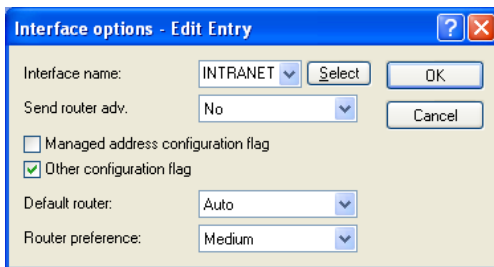 Interface options - Edit Entry
Interface name: INTRANET Select OK
Send router adv. No Cancel
Managed address configuration flag
Other configuration flag
Default router: Auto
Router preference: Medium